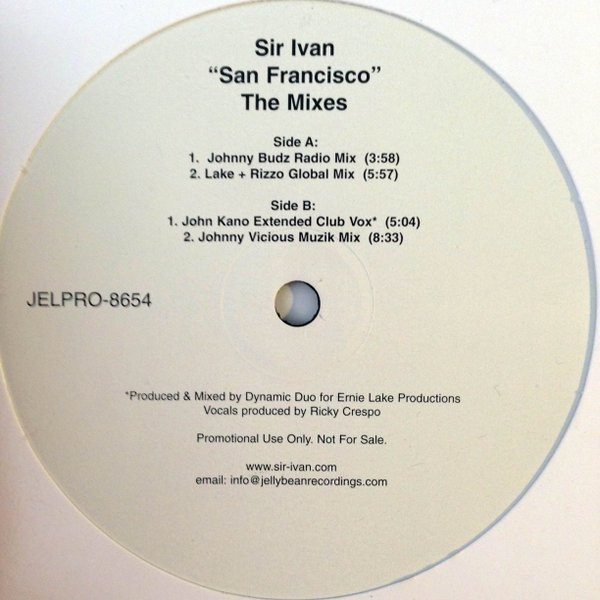 Sir Ivan
“San Francisco”
The Mixes
Side A:
1. Johnny Budz Radio Mix (3:58)
2. Lake + Rizzo Global Mix (5:57)
Side B:
1. John Kano Extended Club Vox* (5:04)
2. Johnny Vicious Muzik Mix (8:33)
JELPRO-8654
*Produced & Mixed by Dynamic Duo for Ernie Lake Productions
Vocals produced by Ricky Crespo
Promotional Use Only. Not For Sale.
www.sir-ivan.com
email: info@jellybeanrecordings.com